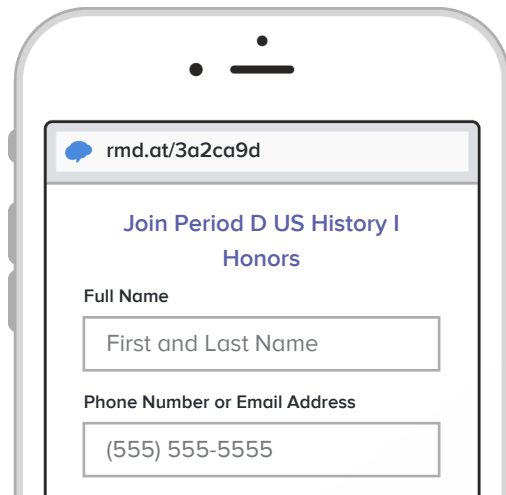 rmd.at/3a2ca9d
Join Period D US History I
Honors
Full Name
First and Last Name
Phone Number or Email Address
(555) 555-5555